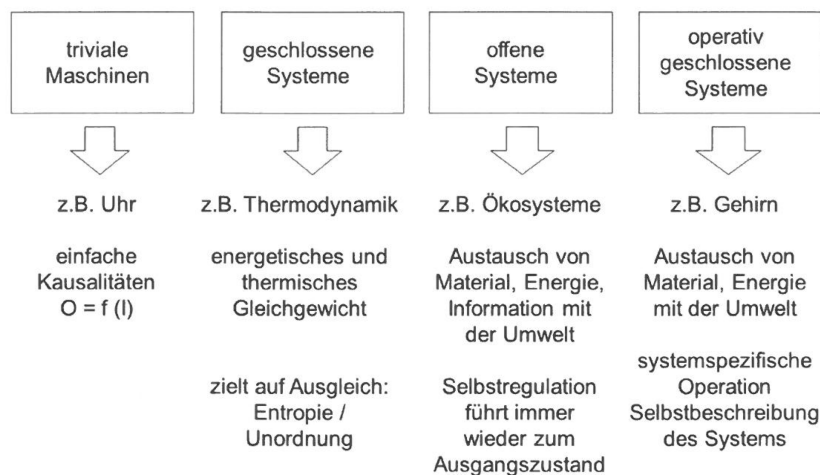 triviale
Maschinen
geschlossene
Systeme
offene
Systeme
operativ
geschlossene
Systeme
z.B. Uhr
einfache
Kausalitäten
O = f (I)
z.B. Thermodynamik
energetisches und
thermisches
Gleichgewicht
zielt auf Ausgleich:
Entropie /
Unordnung
z.B. Ökosysteme
Austausch von
Material, Energie,
Information mit
der Umwelt
Selbstregulation
führt immer
wieder zum
Ausgangszustand
z.B. Gehirn
Austausch von
Material, Energie
mit der Umwelt
systemspezifische
Operation
Selbstbeschreibung
des Systems